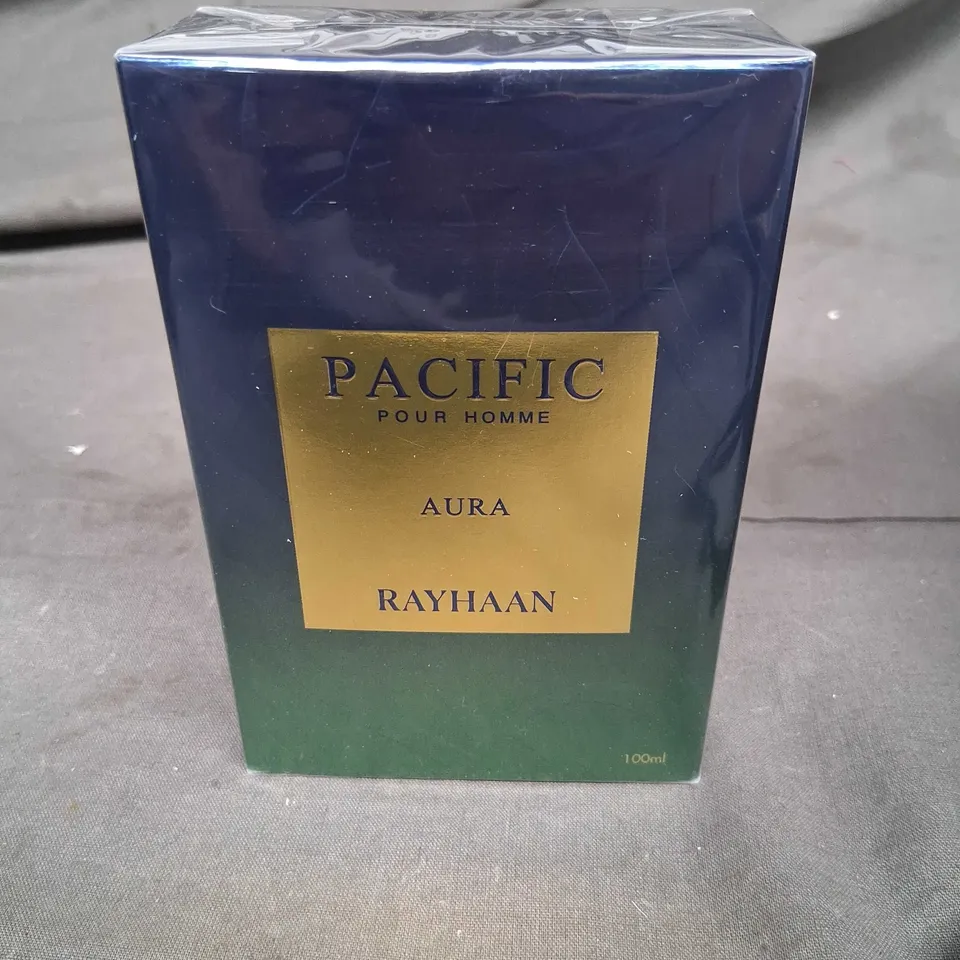 PACIFIC
POUR HOMME
AURA
RAYHAAN
100ml